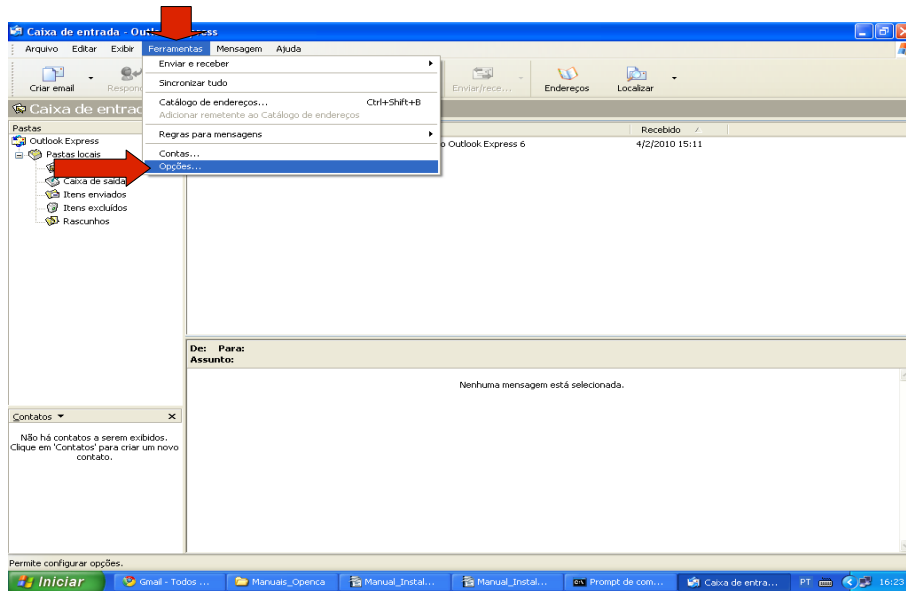 Caixa de entrada - Outl ss
Arquivo Editar Exibir Ferramentas Mensagem Ajuda
Enviar e receber
Sincronizar tudo
Catálogo de endereços... Ctrl+Shift+B
Adicionar remetente ao Catálogo de endereços
Regras para mensagens
Contas...
Opções...
Criar email Respond Enviar/rece... Endereços Localizar
Caixa de entrad
Pastas
Outlook Express
Pastas locais
Caixa de saída
Itens enviados
Itens excluídos
Rascunhos
Recebido
o Outlook Express 6 4/2/2010 15:11
De: Para:
Assunto:
Nenhuma mensagem está selecionada.
Contatos
Não há contatos a serem exibidos.
Clique em 'Contatos' para criar um novo
contato.
Permite configurar opções.
Iniciar Gmail - Todos ... Manuais_Openca Manual_Instal... Manual_Instal... Prompt de com... Caixa de entra... PT 16:23